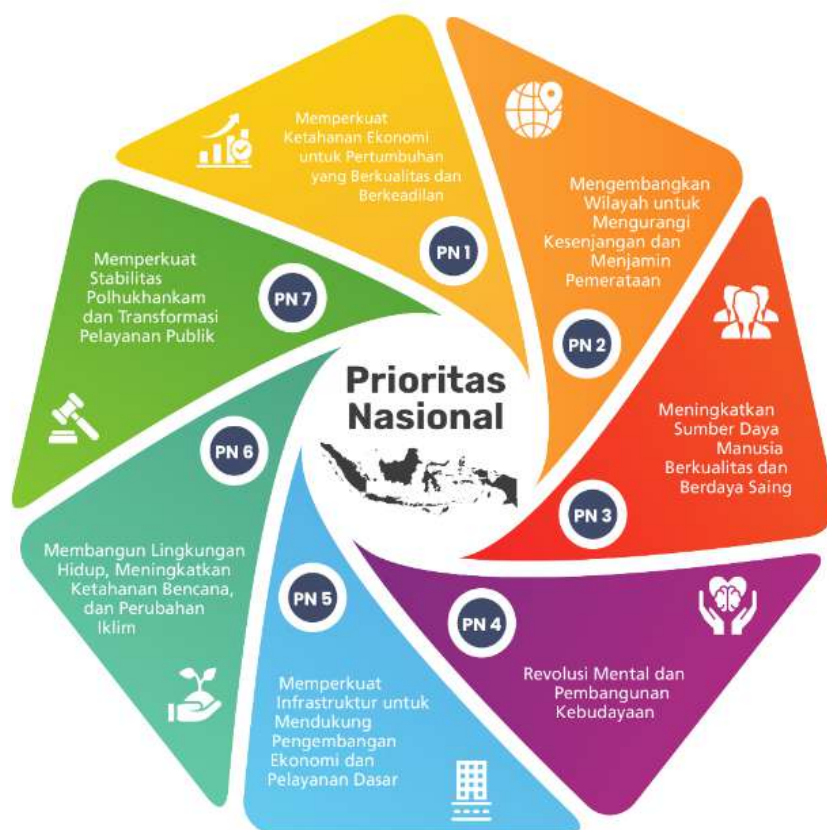 Prioritas
Nasional
Memperkuat
Ketahanan Ekonomi
untuk Pertumbuhan
yang Berkualitas dan
Berkeadilan
PN 1
Mengembangkan
Wilayah untuk
Mengurangi
Kesenjangan dan
Menjamin
Pemerataan
PN 2
Meningkatkan
Sumber Daya
Manusia
Berkualitas dan
Berdaya Saing
PN 3
Revolusi Mental dan
Pembangunan
Kebudayaan
PN 4
Memperkuat
Infrastruktur untuk
Mendukung
Pengembangan
Ekonomi dan
Pelayanan Dasar
PN 5
Membangun Lingkungan
Hidup, Meningkatkan
Ketahanan Bencana,
dan Perubahan
Iklim
PN 6
Memperkuat
Stabilitas
Polhukhankam
dan Transformasi
Pelayanan Publik
PN 7